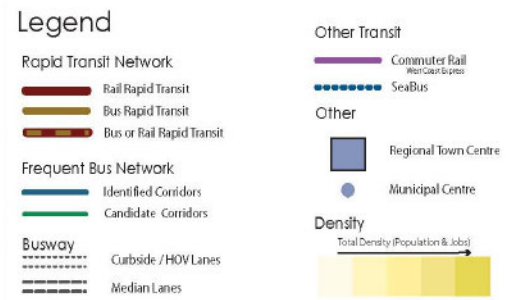 Legend
Rapid Transit Network
Rail Rapid Transit
Bus Rapid Transit
Bus or Rail Rapid Transit
Frequent Bus Network
Identified Corridors
Candidate Corridors
Busway
Curbside / HOV Lanes
Median Lanes
Other Transit
Commuter Rail
West Coast Express
SeaBus
Other
Regional Town Centre
Municipal Centre
Density
Total Density (Population & Jobs)